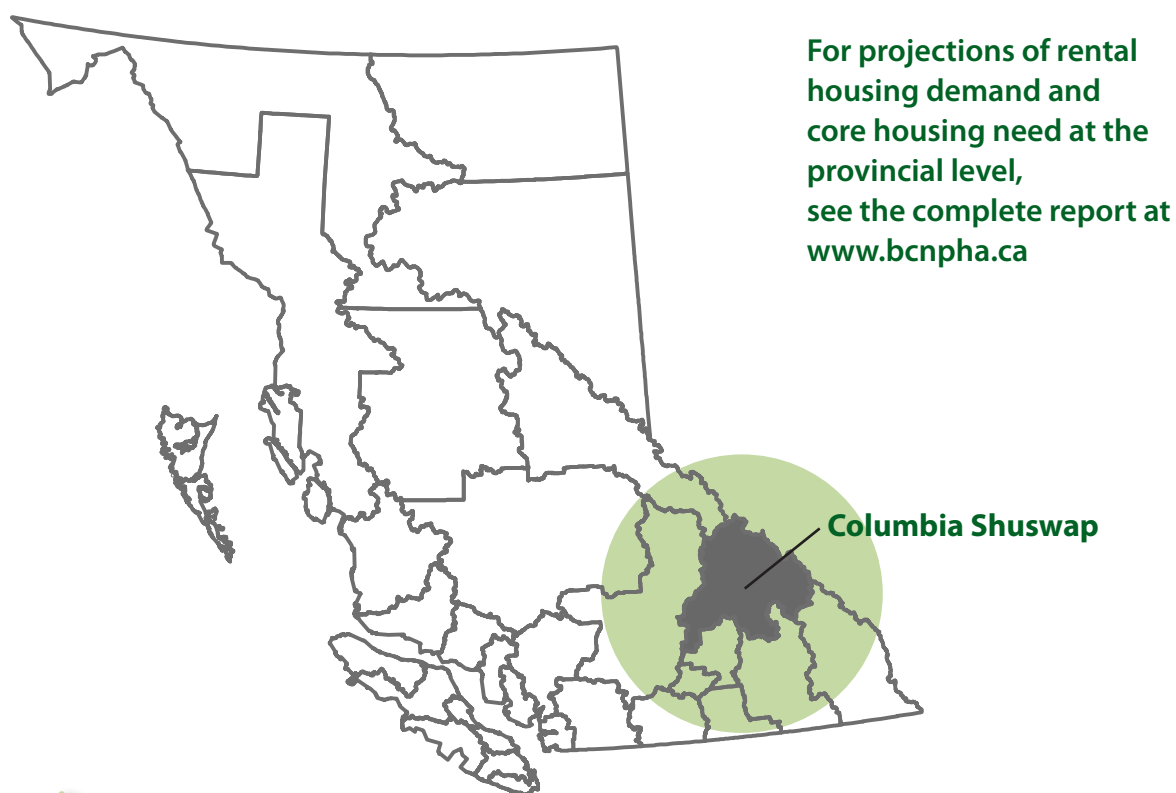 For projections of rental
housing demand and
core housing need at the
provincial level,
see the complete report at
www.bcnpha.ca
Columbia Shuswap